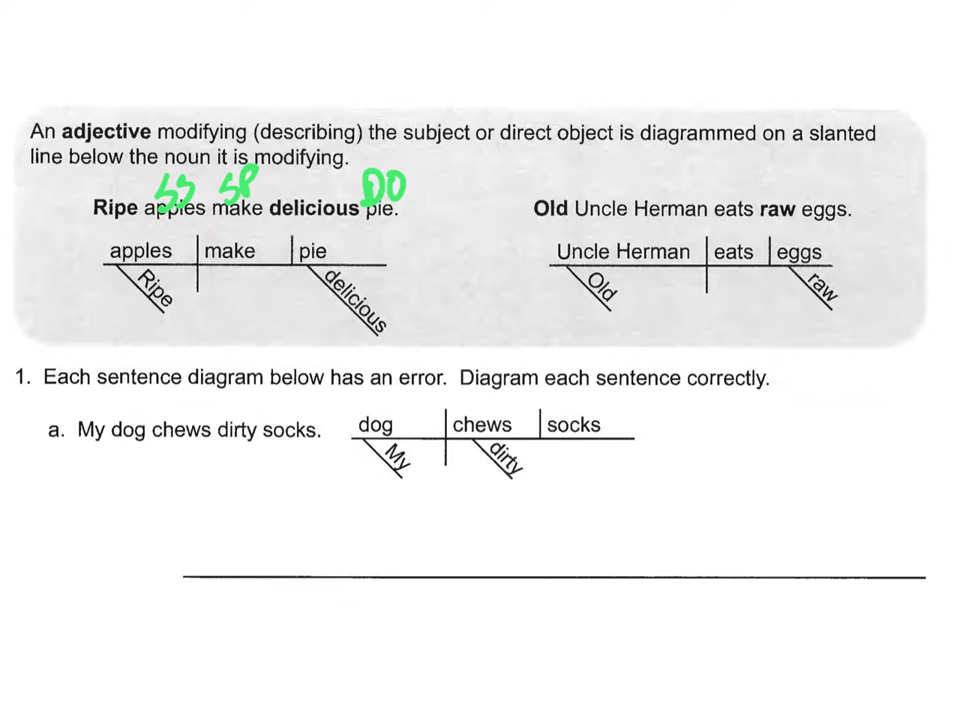 An adjective modifying (describing) the subject or direct object is diagrammed on a slanted
line below the noun it is modifying.
SS SP DO
Ripe apples make delicious pie.
apples make pie
Ripe delicious
Old Uncle Herman eats raw eggs.
Uncle Herman eats eggs
Old raw
1. Each sentence diagram below has an error. Diagram each sentence correctly.
a. My dog chews dirty socks.
dog chews socks
My dirty